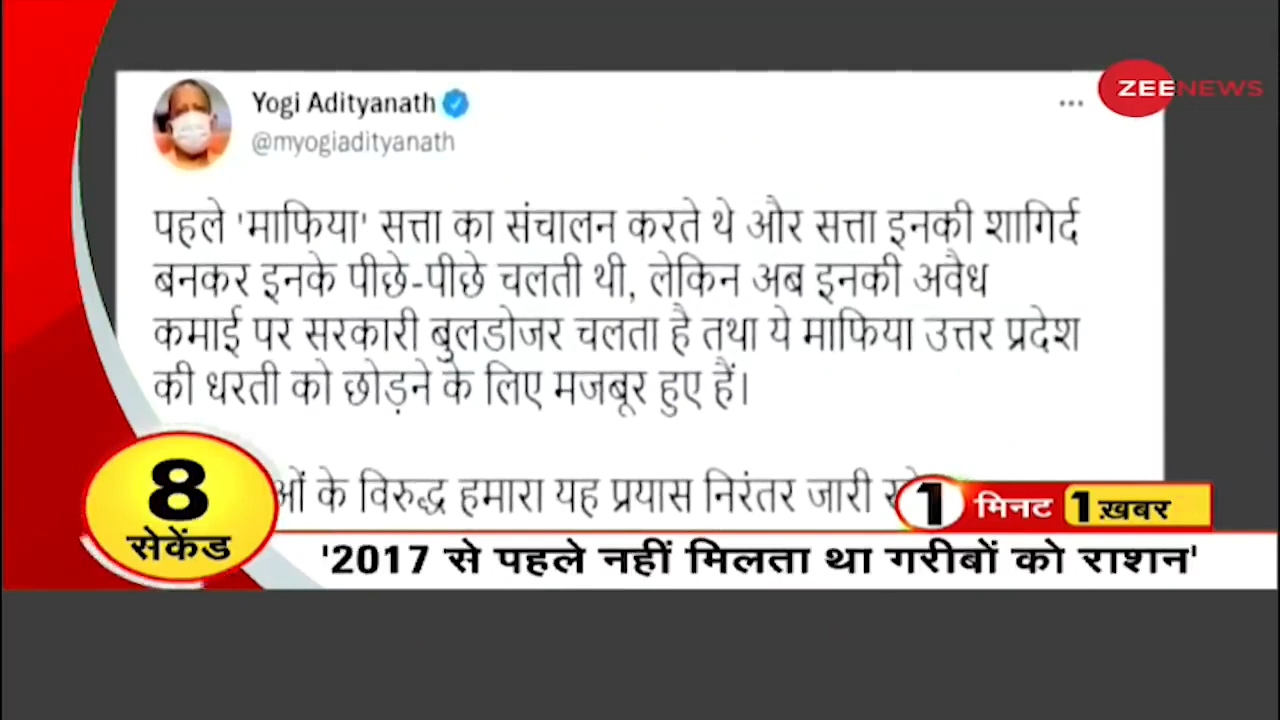 ZEE NEWS
Yogi Adityanath
@myogiadityanath
पहले 'माफिया' सत्ता का संचालन करते थे और सत्ता इनकी शागिर्द
बनकर इनके पीछे-पीछे चलती थी, लेकिन अब इनकी अवैध
कमाई पर सरकारी बुलडोजर चलता है तथा ये माफिया उत्तर प्रदेश
की धरती को छोड़ने के लिए मजबूर हुए हैं।
के विरुद्ध हमारा यह प्रयास निरंतर जारी
1 मिनट 1 ख़बर
8
सेकेंड
'2017 से पहले नहीं मिलता था गरीबों को राशन'